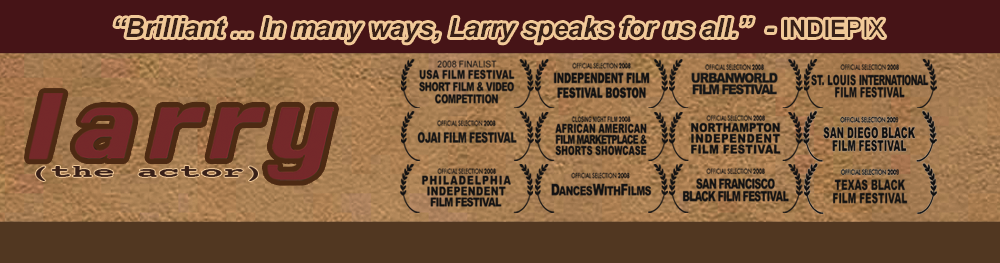 “Brilliant ... In many ways, Larry speaks for us all.” - INDIEPIX
larry
(the actor)
2008 FINALIST
USA FILM FESTIVAL
SHORT FILM & VIDEO
COMPETITION
OFFICIAL SELECTION 2008
INDEPENDENT FILM
FESTIVAL BOSTON
OFFICIAL SELECTION 2008
URBANWORLD
FILM FESTIVAL
OFFICIAL SELECTION 2008
ST. LOUIS INTERNATIONAL
FILM FESTIVAL
OFFICIAL SELECTION 2008
OJAI FILM FESTIVAL
CLOSING NIGHT FILM 2008
AFRICAN AMERICAN
FILM MARKETPLACE &
SHORTS SHOWCASE
OFFICIAL SELECTION 2008
NORTHAMPTON
INDEPENDENT
FILM FESTIVAL
OFFICIAL SELECTION 2009
SAN DIEGO BLACK
FILM FESTIVAL
OFFICIAL SELECTION 2008
PHILADELPHIA
INDEPENDENT
FILM FESTIVAL
OFFICIAL SELECTION 2008
DANCESWITHFILMS
OFFICIAL SELECTION 2008
SAN FRANCISCO
BLACK FILM FESTIVAL
OFFICIAL SELECTION 2009
TEXAS BLACK
FILM FESTIVAL